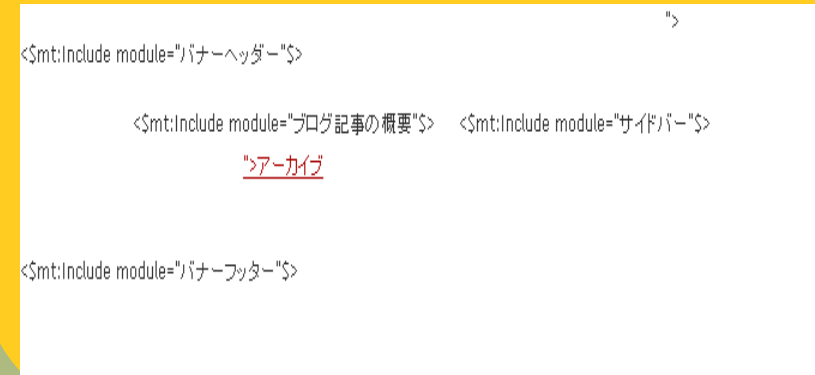 ">
<$mt:Include module="バナーヘッダー"$>
<$mt:Include module="ブログ記事の概要"$> <$mt:Include module="サイドバー"$>
">アーカイブ
<$mt:Include module="バナーフッター"$>